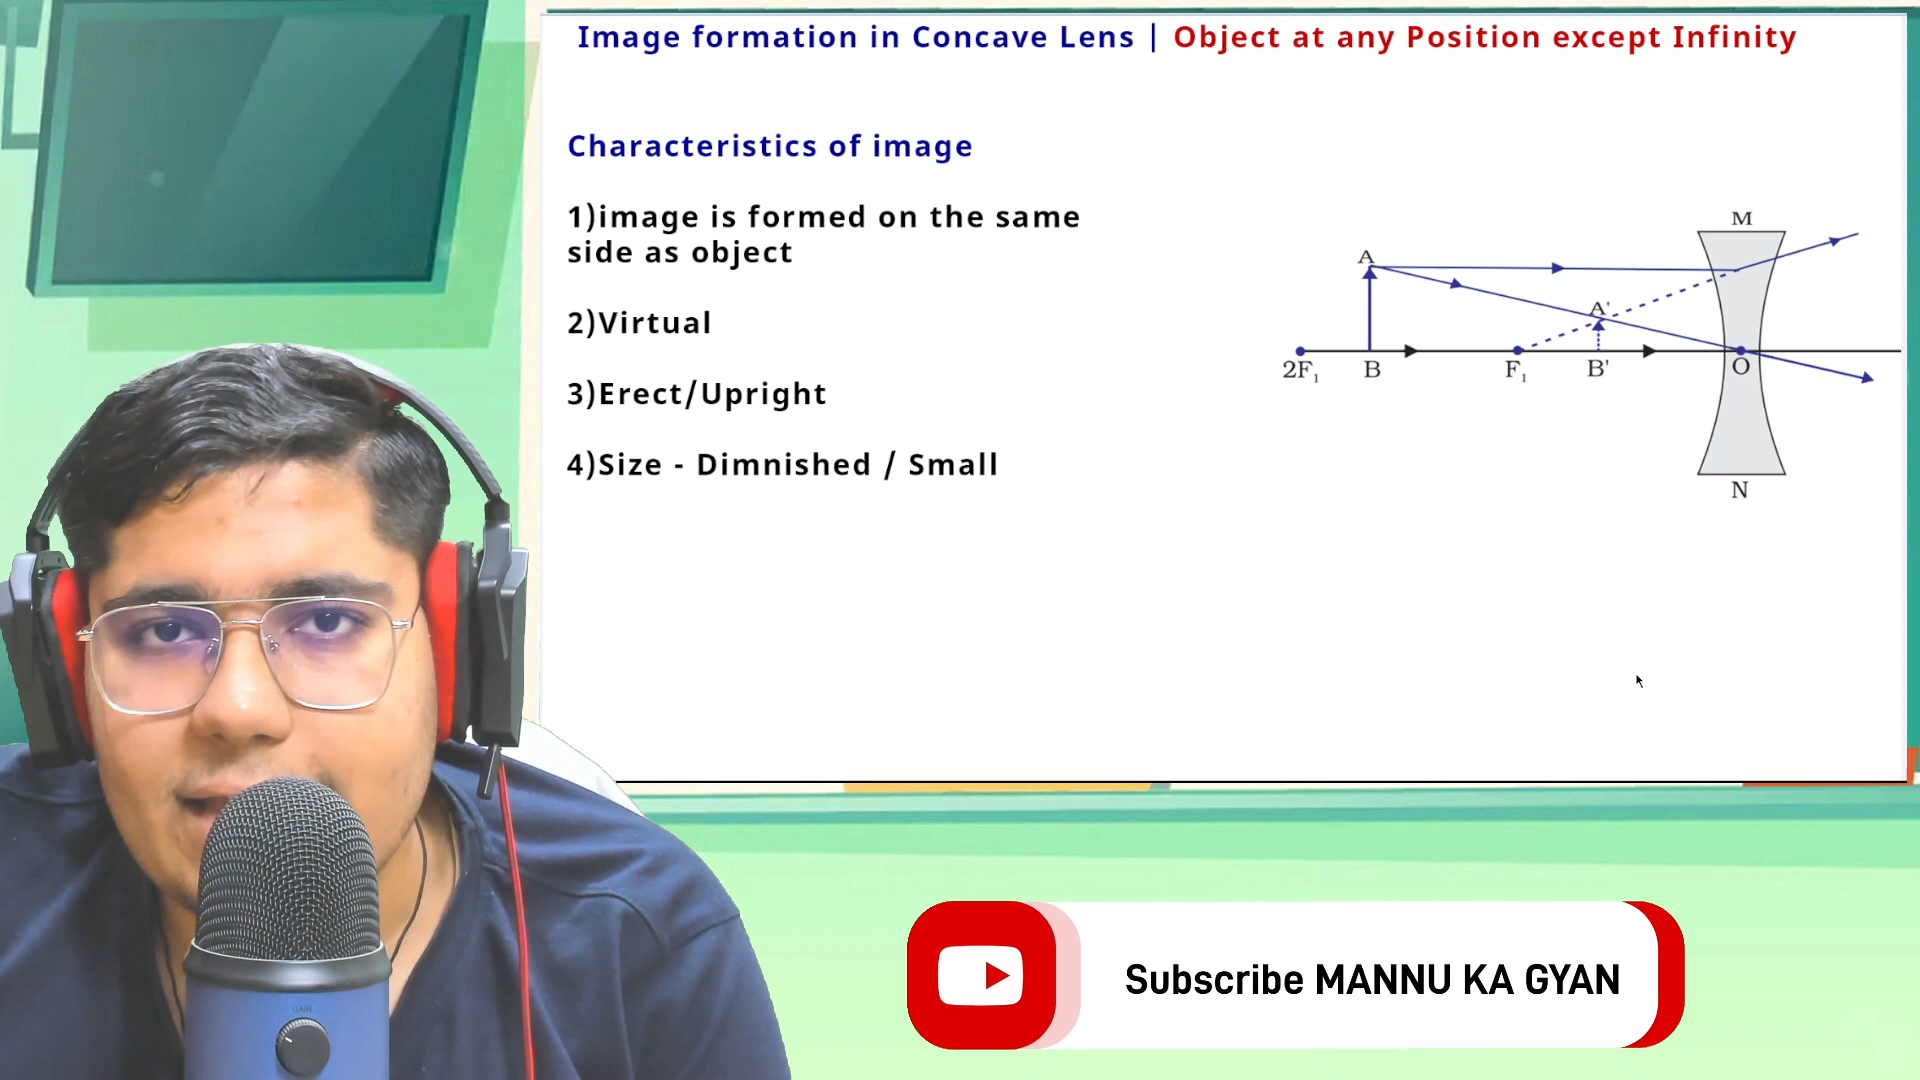 Image formation in Concave Lens | Object at any Position except Infinity
Characteristics of image
1)image is formed on the same
side as object
2)Virtual
3)Erect/Upright
4)Size - Dimnished / Small
M
A
A'
2F₁
B
F₁
B'
O
N
GAIN
Subscribe MANNU KA GYAN